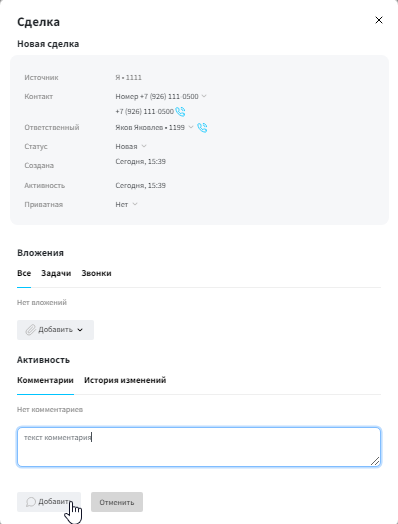 Сделка
Новая сделка
Источник Я • 1111
Контакт Номер +7 (926) 111-0500
+7 (926) 111-0500
Ответственный Яков Яковлев • 1199
Статус Новая
Создана Сегодня, 15:39
Активность Сегодня, 15:39
Приватная Нет
Вложения
Все Задачи Звонки
Нет вложений
Добавить
Активность
Комментарии История изменений
Нет комментариев
текст комментария
Добавить Отменить